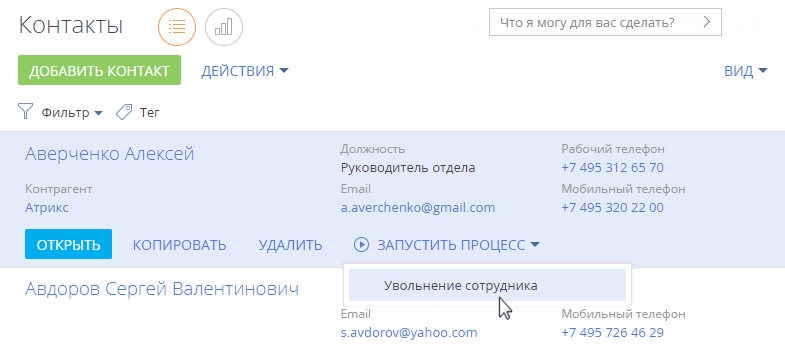 Контакты
Что я могу для вас сделать?
ДОБАВИТЬ КОНТАКТ ДЕЙСТВИЯ ВИД
Фильтр Тег
Аверченко Алексей
Должность
Руководитель отдела
Рабочий телефон
+7 495 312 65 70
Контрагент
Атрикс
Email
a.averchenko@gmail.com
Мобильный телефон
+7 495 320 22 00
ОТКРЫТЬ КОПИРОВАТЬ УДАЛИТЬ ЗАПУСТИТЬ ПРОЦЕСС
Увольнение сотрудника
Авдоров Сергей Валентинович
Email
s.avdorov@yahoo.com
Мобильный телефон
+7 495 726 46 29